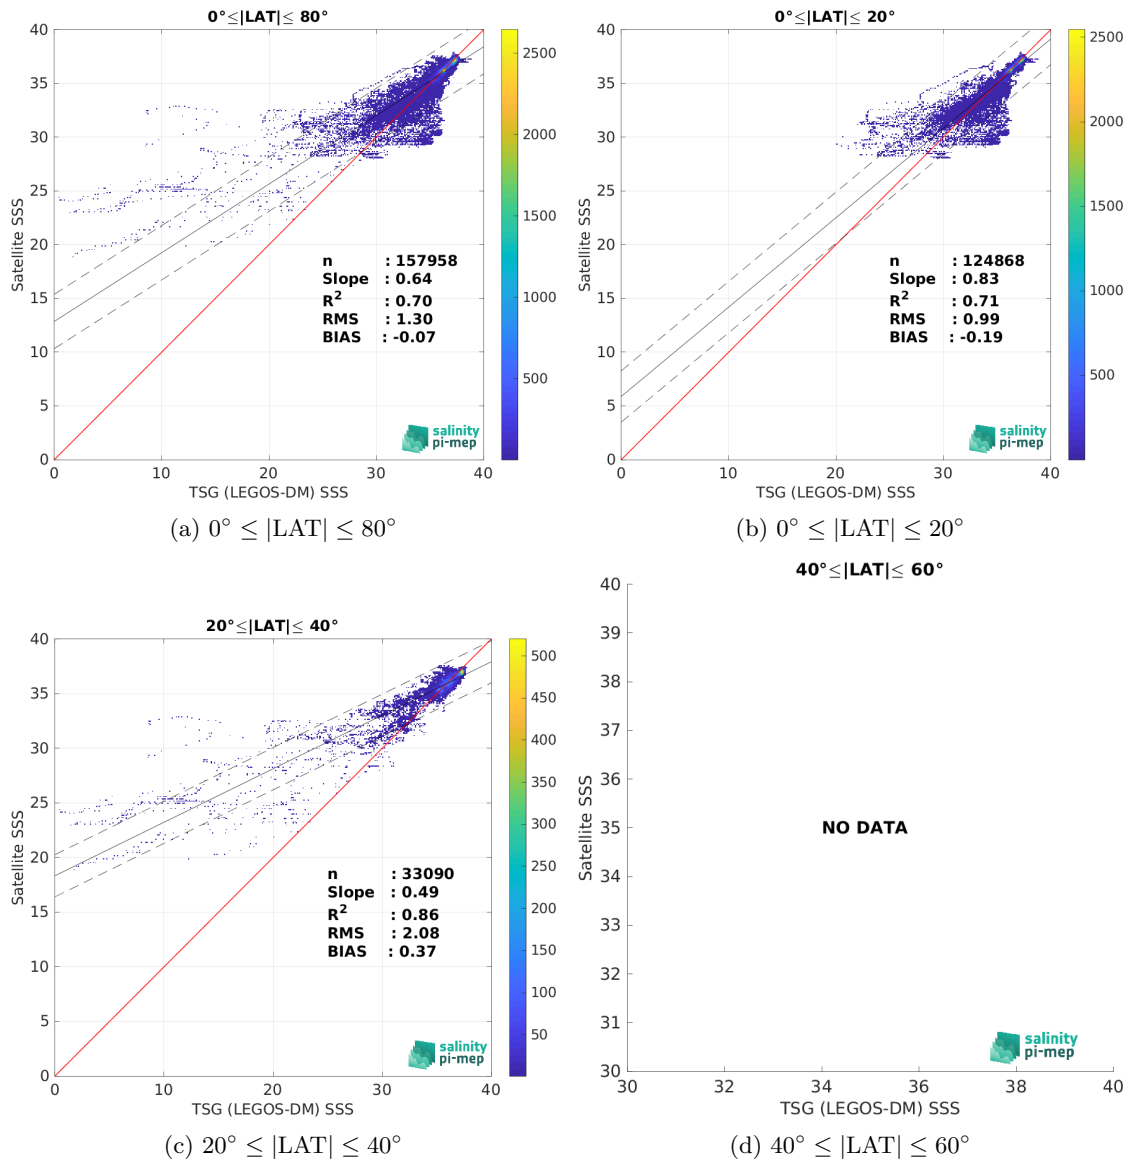 0°≤|LAT|≤ 80°
Satellite SSS
40
35
30
25
20
15
10
5
0
n : 157958
Slope : 0.64
R² : 0.70
RMS : 1.30
BIAS : -0.07
salinity
pi-mep
0 10 20 30 40
TSG (LEGOS-DM) SSS
2500
2000
1500
1000
500
(a) 0° ≤ |LAT| ≤ 80°
0°≤|LAT|≤ 20°
Satellite SSS
40
35
30
25
20
15
10
5
0
n : 124868
Slope : 0.83
R² : 0.71
RMS : 0.99
BIAS : -0.19
salinity
pi-mep
0 10 20 30 40
TSG (LEGOS-DM) SSS
2500
2000
1500
1000
500
(b) 0° ≤ |LAT| ≤ 20°
20°≤|LAT|≤ 40°
Satellite SSS
40
35
30
25
20
15
10
5
0
n : 33090
Slope : 0.49
R² : 0.86
RMS : 2.08
BIAS : 0.37
salinity
pi-mep
0 10 20 30 40
TSG (LEGOS-DM) SSS
500
450
400
350
300
250
200
150
100
50
(c) 20° ≤ |LAT| ≤ 40°
40°≤|LAT|≤ 60°
Satellite SSS
40
39
38
37
36
35
34
33
32
31
30
NO DATA
salinity
pi-mep
30 32 34 36 38 40
TSG (LEGOS-DM) SSS
(d) 40° ≤ |LAT| ≤ 60°